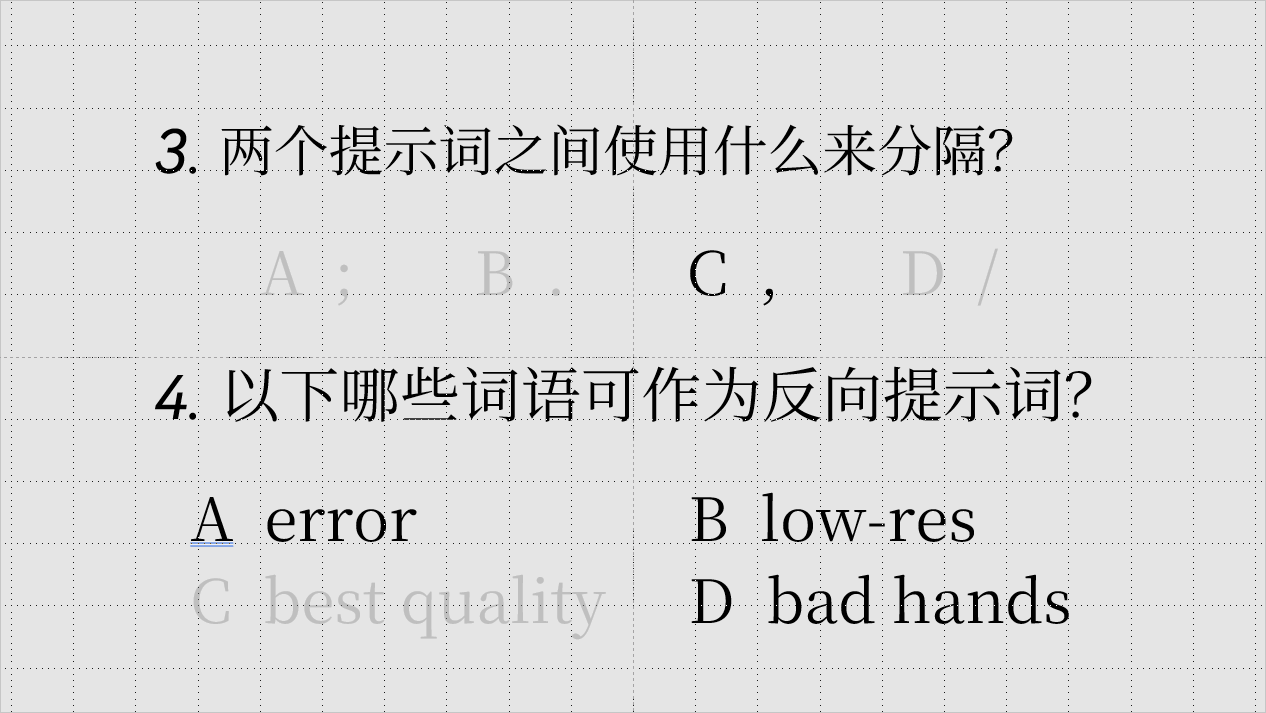 3. 两个提示词之间使用什么来分隔？
A ; B . C , D /
4. 以下哪些词语可作为反向提示词？
A error B low-res
C best quality D bad hands